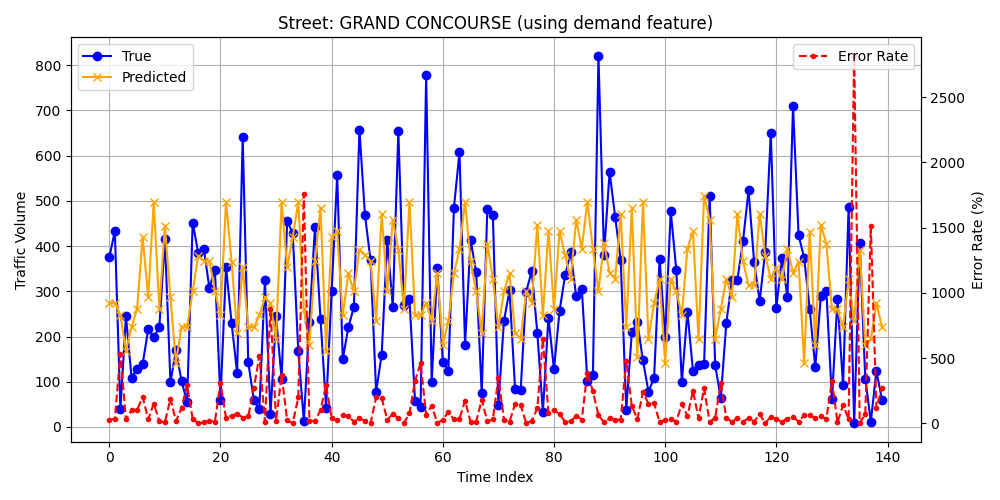 Street: GRAND CONCOURSE (using demand feature)
True
Predicted
Error Rate
800
700
600
500
400
300
200
100
0
Traffic Volume
2500
2000
1500
1000
500
0
Error Rate (%)
0 20 40 60 80 100 120 140
Time Index